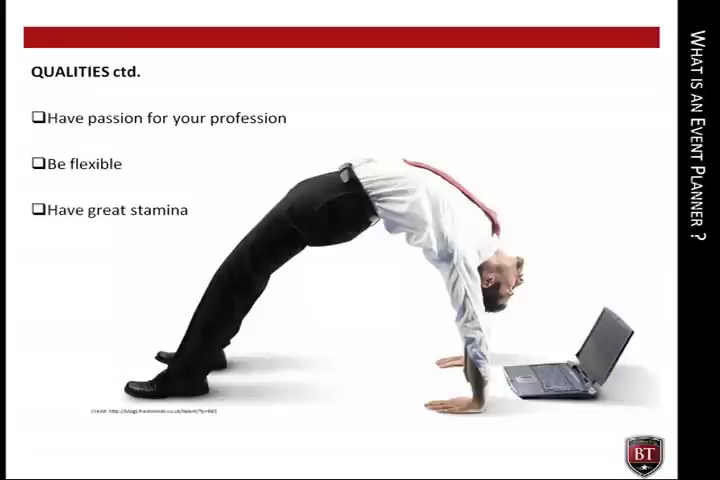 QUALITIES ctd.
Have passion for your profession
Be flexible
Have great stamina
WHAT IS AN EVENT PLANNER ?
BT